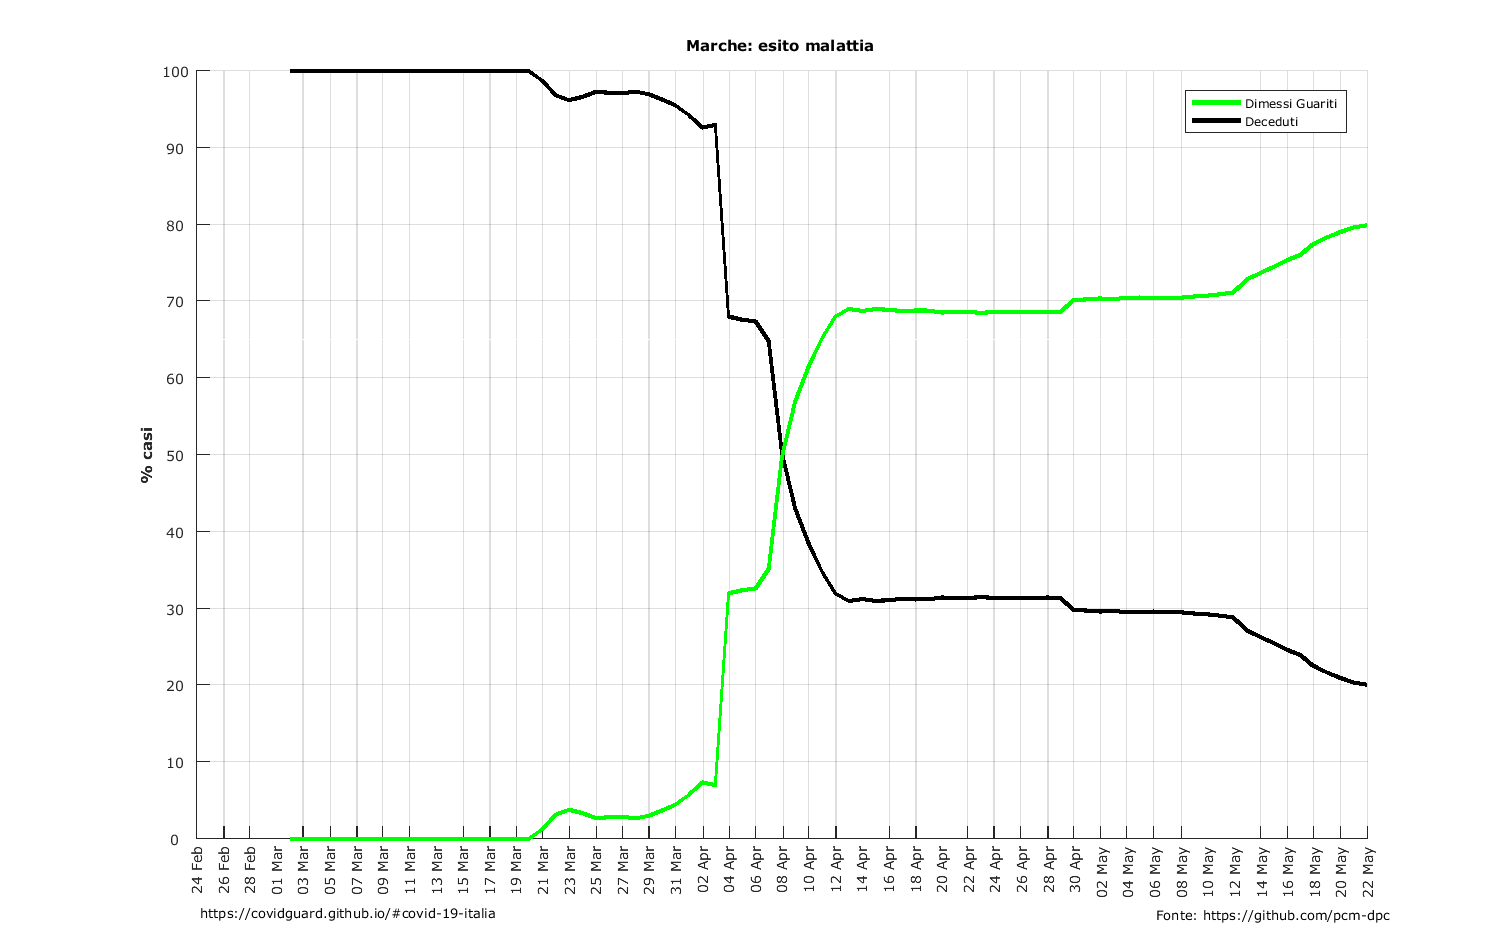 Marche: esito malattia
100
90
80
70
60
50
40
30
20
10
0
% casi
Dimessi Guariti
Deceduti
24 Feb
26 Feb
28 Feb
01 Mar
03 Mar
05 Mar
07 Mar
09 Mar
11 Mar
13 Mar
15 Mar
17 Mar
19 Mar
21 Mar
23 Mar
25 Mar
27 Mar
29 Mar
31 Mar
02 Apr
04 Apr
06 Apr
08 Apr
10 Apr
12 Apr
14 Apr
16 Apr
18 Apr
20 Apr
22 Apr
24 Apr
26 Apr
28 Apr
30 Apr
02 May
04 May
06 May
08 May
10 May
12 May
14 May
16 May
18 May
20 May
22 May
https://covidguard.github.io/#covid-19-italia
Fonte: https://github.com/pcm-dpc